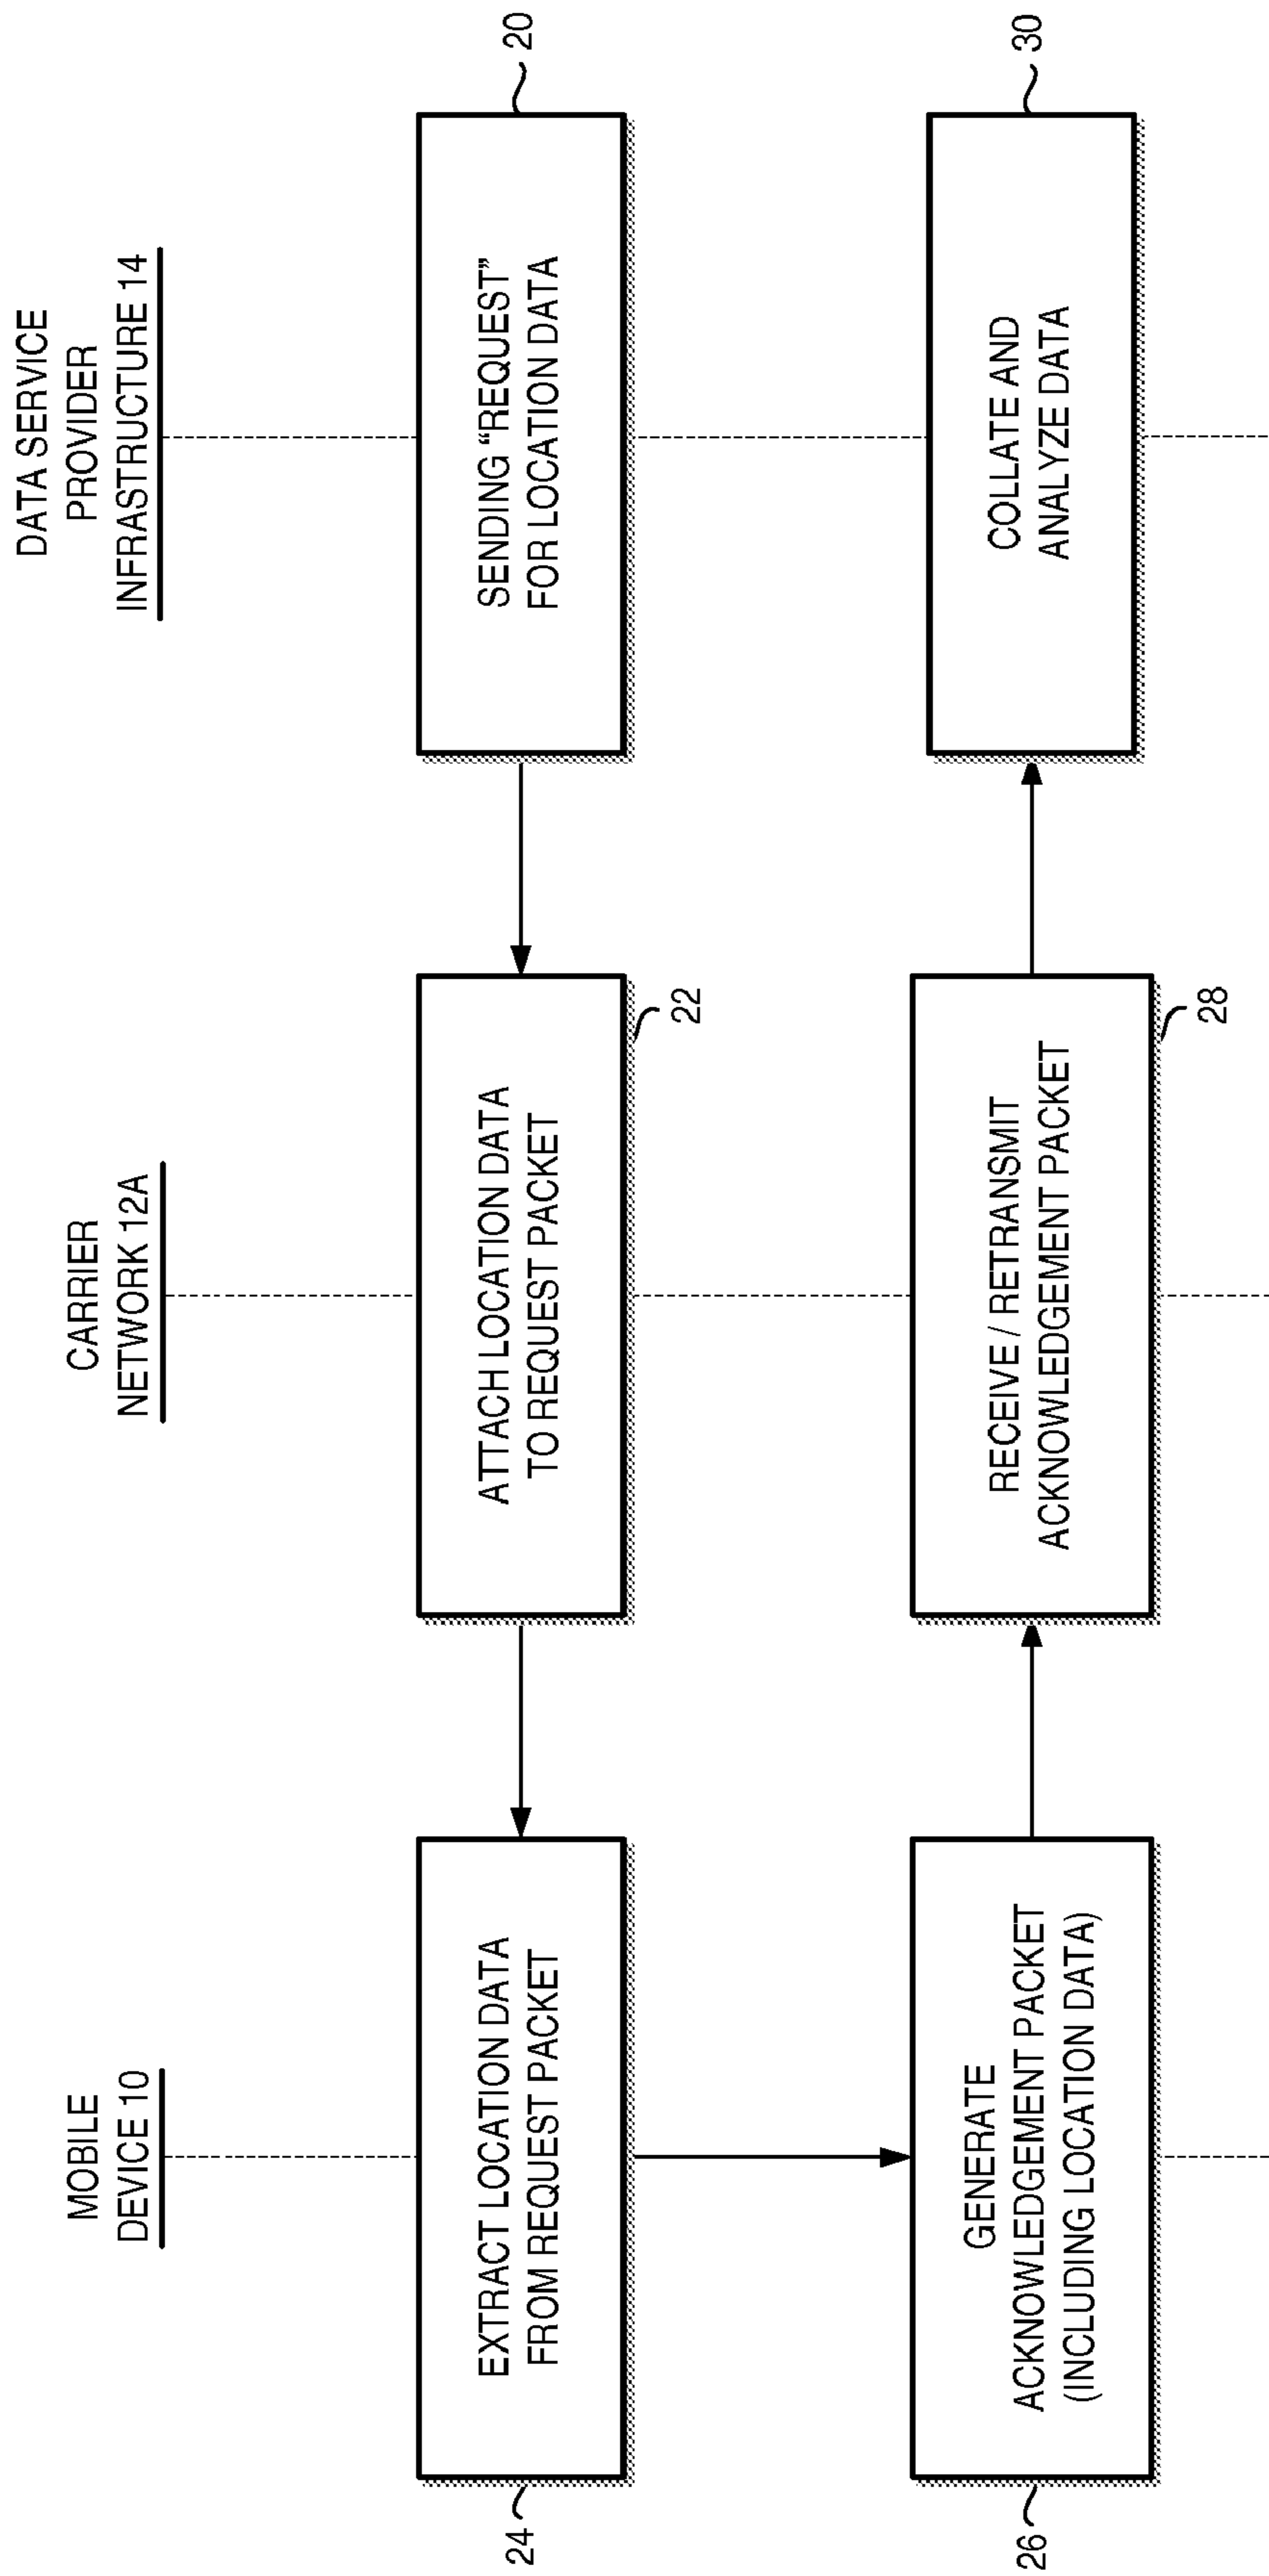 MOBILE
DEVICE 10
CARRIER
NETWORK 12A
DATA SERVICE
PROVIDER
INFRASTRUCTURE 14
24
EXTRACT LOCATION DATA
FROM REQUEST PACKET
ATTACH LOCATION DATA
TO REQUEST PACKET
22
SENDING “REQUEST”
FOR LOCATION DATA
20
26
GENERATE
ACKNOWLEDGEMENT PACKET
(INCLUDING LOCATION DATA)
RECEIVE / RETRANSMIT
ACKNOWLEDGEMENT PACKET
28
COLLATE AND
ANALYZE DATA
30